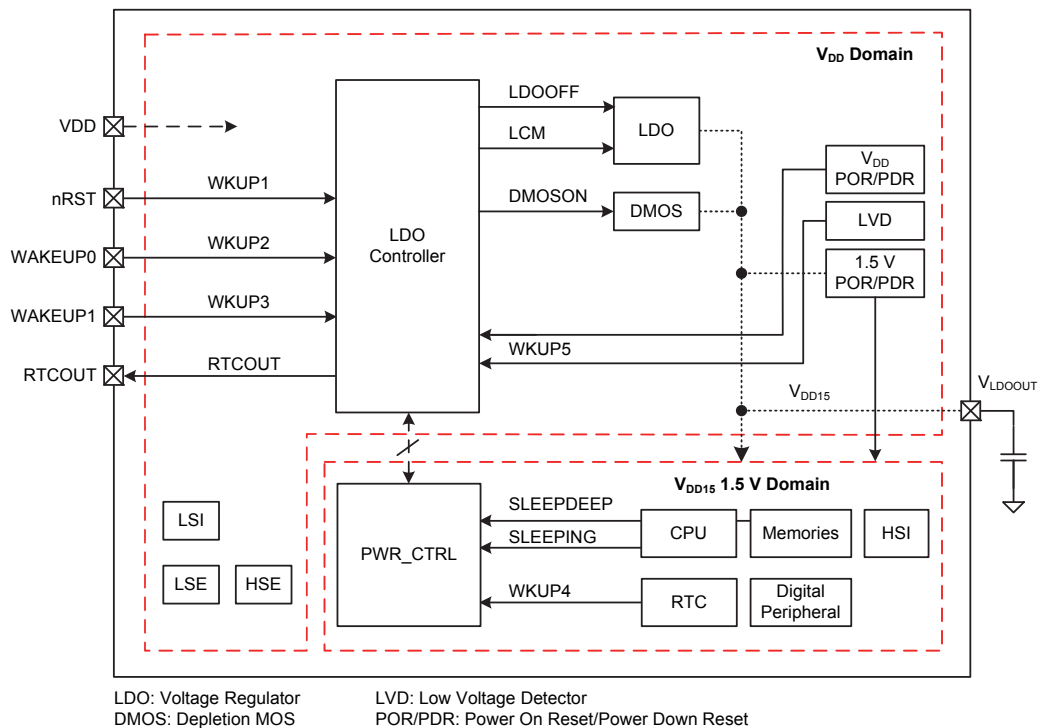 VDD Domain
LDOOFF
LDO
LCM
VDD
VDD
POR/PDR
WKUP1
nRST
DMOSON
DMOS
LVD
LDO
Controller
WKUP2
WAKEUP0
1.5 V
POR/PDR
WKUP3
WAKEUP1
WKUP5
RTCOUT
RTCOUT
VLDOOUT
VDD15
VDD15 1.5 V Domain
SLEEPDEEP
CPU
Memories
HSI
SLEEPING
PWR_CTRL
LSI
LSE
HSE
WKUP4
RTC
Digital
Peripheral
LDO: Voltage Regulator
LVD: Low Voltage Detector
DMOS: Depletion MOS
POR/PDR: Power On Reset/Power Down Reset